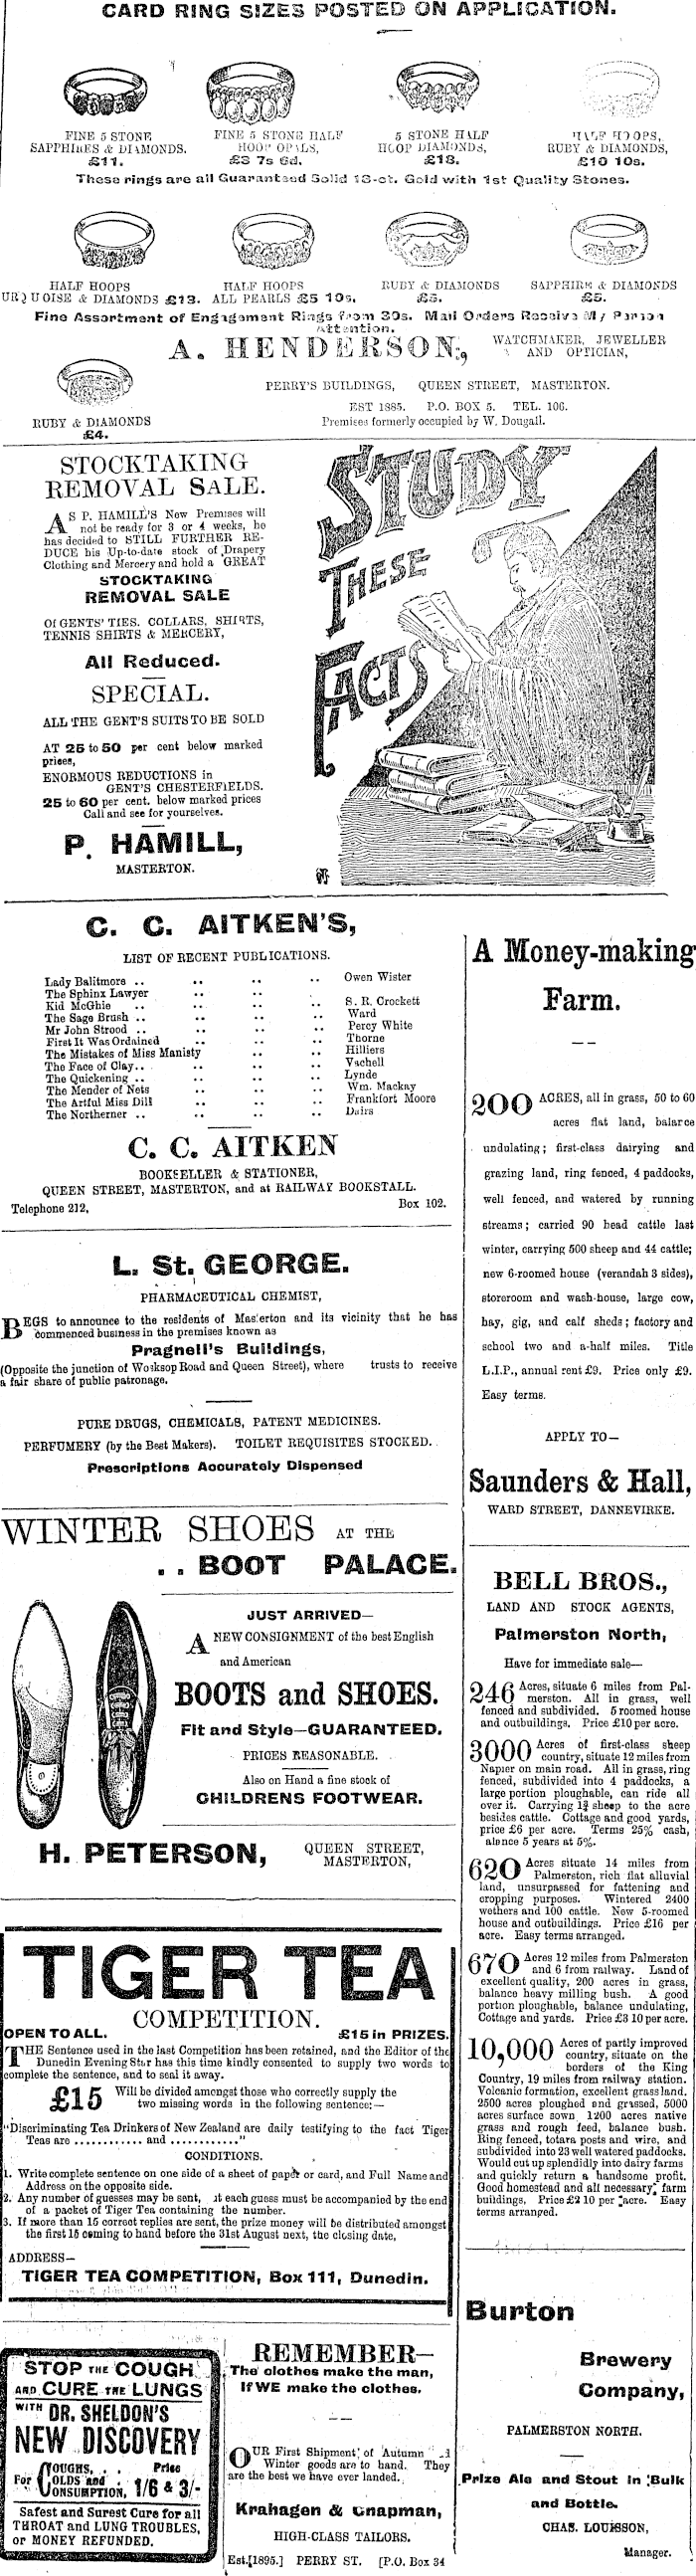 CARD RING SIZES POSTED ON APPLICATION.
FINE 5 STONE
SAPPHIRES & DIAMONDS,
£11.
FINE 5 STONE HALF
HOOP OPALS,
£3 7s 6d.
5 STONE HALF
HOOP DIAMONDS,
£18.
HALF HOOPS,
RUBY & DIAMONDS,
£10 10s.
These rings are all Guaranteed Solid 18-ct. Gold with 1st Quality Stones.
HALF HOOPS
URQUOISE & DIAMONDS £13.
HALF HOOPS
ALL PEARLS £5 10s.
RUBY & DIAMONDS
£5.
SAPPHIRE & DIAMONDS
£5.
Fine Assortment of Engagement Rings from 30s. Mail Orders Receive My Person
Attention.
RUBY & DIAMONDS
£4.
A. HENDERSON,
WATCHMAKER, JEWELLER
AND OPTICIAN,
PERRY'S BUILDINGS, QUEEN STREET, MASTERTON.
EST 1885. P.O. BOX 5. TEL. 106.
Premises formerly occupied by W. Dougall.
STOCKTAKING
REMOVAL SALE.
AS P. HAMILL'S New Premises will
not be ready for 3 or 4 weeks, he
has decided to STILL FURTHER RE-
DUCE his Up-to-date stock of Drapery
Clothing and Mercery and hold a GREAT
STOCKTAKING
REMOVAL SALE
Of GENTS' TIES. COLLARS, SHIRTS,
TENNIS SHIRTS & MERCERY,
All Reduced.
SPECIAL.
ALL THE GENT'S SUITS TO BE SOLD
AT 25 to 50 per cent below marked
prices,
ENORMOUS REDUCTIONS in
GENT'S CHESTERFIELDS.
25 to 60 per cent. below marked prices
Call and see for yourselves.
P. HAMILL,
MASTERTON.
STUDY
THESE
FACTS
C. C. AITKEN'S,
LIST OF RECENT PUBLICATIONS.
Lady Balitmore .. .. .. .. Owen Wister
The Sphinx Lawyer .. ..
Kid McGhie .. .. .. .. S. R. Crockett
The Sage Brush .. .. .. .. Ward
Mr John Strood .. .. .. .. Percy White
First It Was Ordained .. .. .. Thorne
The Mistakes of Miss Manisty .. .. Hilliers
The Face of Clay.. .. .. .. Vachell
The Quickening .. .. .. .. Lynde
The Mender of Nets .. .. .. Wm. Mackay
The Artful Miss Dill .. .. .. Frankfort Moore
The Northerner .. .. .. .. Dairs
C. C. AITKEN
BOOKSELLER & STATIONER,
QUEEN STREET, MASTERTON, and at RAILWAY BOOKSTALL.
Telephone 212, Box 102.
L. St. GEORGE.
PHARMACEUTICAL CHEMIST,
BEGS to announce to the residents of Masterton and its vicinity that he has
commenced business in the premises known as
Pragnell's Buildings,
(Opposite the junction of Worksop Road and Queen Street), where trusts to receive
a fair share of public patronage.
PURE DRUGS, CHEMICALS, PATENT MEDICINES.
PERFUMERY (by the Best Makers). TOILET REQUISITES STOCKED.
Prescriptions Accurately Dispensed
WINTER SHOES AT THE
.. BOOT PALACE.
JUST ARRIVED—
A NEW CONSIGNMENT of the best English
and American
BOOTS and SHOES.
Fit and Style—GUARANTEED.
PRICES REASONABLE.
Also on Hand a fine stock of
CHILDRENS FOOTWEAR.
H. PETERSON, QUEEN STREET,
MASTERTON,
TIGER TEA
COMPETITION.
OPEN TO ALL. £15 in PRIZES.
THE Sentence used in the last Competition has been retained, and the Editor of the
Dunedin Evening Star has this time kindly consented to supply two words to
complete the sentence, and to seal it away.
£15 Will be divided amongst those who correctly supply the
two missing words in the following sentence:—
"Discriminating Tea Drinkers of New Zealand are daily testifying to the fact Tiger
Teas are ............ and ............"
CONDITIONS.
1. Write complete sentence on one side of a sheet of paper or card, and Full Name and
Address on the opposite side.
2. Any number of guesses may be sent, it each guess must be accompanied by the end
of a packet of Tiger Tea containing the number.
3. If more than 15 correct replies are sent, the prize money will be distributed amongst
the first 15 coming to hand before the 31st August next, the closing date,
ADDRESS—
TIGER TEA COMPETITION, Box 111, Dunedin.
STOP THE COUGH
AND CURE THE LUNGS
WITH DR. SHELDON'S
NEW DISCOVERY
For COUGHS, . . COLDS and CONSUMPTION,
Price 1/6 & 3/-
Safest and Surest Cure for all
THROAT and LUNG TROUBLES,
or MONEY REFUNDED.
REMEMBER—
The clothes make the man,
If WE make the clothes.
OUR First Shipment of Autumn
Winter goods are to hand. They
are the best we have ever landed.
Krahagen & Chapman,
HIGH-CLASS TAILORS.
Est.[1895.] PERRY ST. [P.O. Box 34
A Money-making
Farm.
200 ACRES, all in grass, 50 to 60
acres flat land, balance
undulating; first-class dairying and
grazing land, ring fenced, 4 paddocks,
well fenced, and watered by running
streams; carried 90 head cattle last
winter, carrying 500 sheep and 44 cattle;
new 6-roomed house (verandah 3 sides),
storeroom and wash-house, large cow,
hay, gig, and calf sheds; factory and
school two and a-half miles. Title
L.I.P., annual rent £9. Price only £9.
Easy terms.
APPLY TO—
Saunders & Hall,
WARD STREET, DANNEVIRKE.
BELL BROS.,
LAND AND STOCK AGENTS,
Palmerston North,
Have for immediate sale—
246 Acres, situate 6 miles from Pal-
merston. All in grass, well
fenced and subdivided. 5 roomed house
and outbuildings. Price £10 per acre.
3000 Acres of first-class sheep
country, situate 12 miles from
Napier on main road. All in grass, ring
fenced, subdivided into 4 paddocks, a
large portion ploughable, can ride all
over it. Carrying 1¾ sheep to the acre
besides cattle. Cottage and good yards,
price £6 per acre. Terms 25% cash,
alence 5 years at 5%.
620 Acres situate 14 miles from
Palmerston, rich flat alluvial
land, unsurpassed for fattening and
cropping purposes. Wintered 2400
wethers and 100 cattle. New 5-roomed
house and outbuildings. Price £16 per
acre. Easy terms arranged.
670 Acres 12 miles from Palmerston
and 6 from railway. Land of
excellent quality, 200 acres in grass,
balance heavy milling bush. A good
portion ploughable, balance undulating,
Cottage and yards. Price £3 10 per acre.
10,000 Acres of partly improved
country, situate on the
borders of the King
Country, 19 miles from railway station.
Volcanic formation, excellent grass land.
2500 acres ploughed and grassed, 5000
acres surface sown 1200 acres native
grass and rough feed, balance bush.
Ring fenced, totara posts and wire, and
subdivided into 23 well watered paddocks.
Would cut up splendidly into dairy farms
and quickly return a handsome profit.
Good homestead and all necessary farm
buildings, Price £2 10 per acre. Easy
terms arranged.
Burton
Brewery
Company,
PALMERSTON NORTH.
Prize Ale and Stout in Bulk
and Bottle.
CHAS. LOUISSON,
Manager.